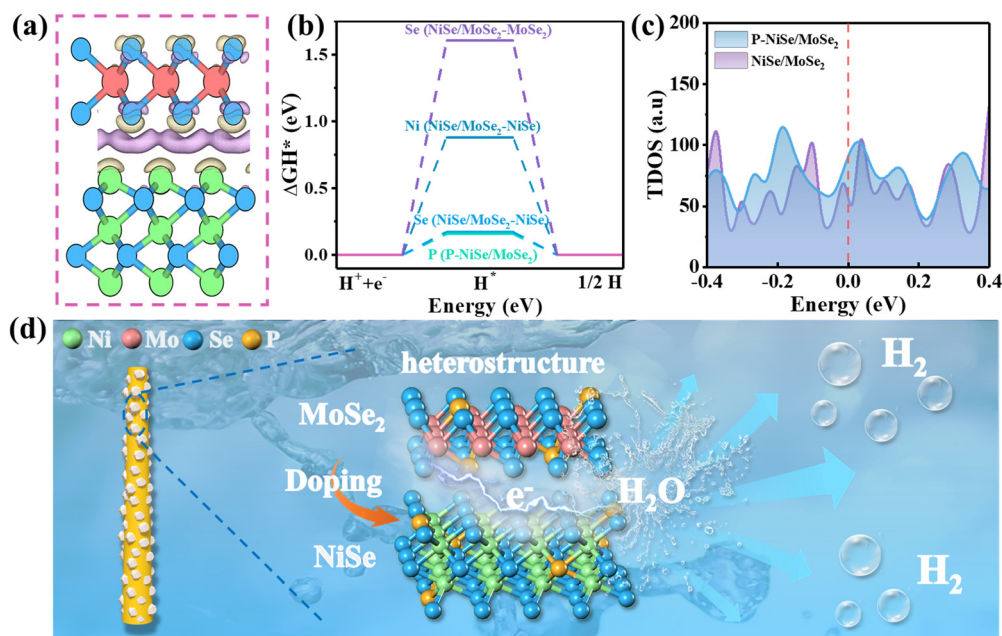 (a)
(b)
ΔGH* (eV)
1.5
1.0
0.5
0.0
Se (NiSe/MoSe₂-MoSe₂)
Ni (NiSe/MoSe₂-NiSe)
Se (NiSe/MoSe₂-NiSe)
P (P-NiSe/MoSe₂)
H⁺+e⁻
H*
1/2 H
Energy (eV)
(c)
TDOS (a.u)
200
150
100
50
P-NiSe/MoSe₂
NiSe/MoSe₂
-0.4
-0.2
0.0
0.2
0.4
Energy (eV)
(d)
Ni
Mo
Se
P
heterostructure
MoSe₂
Doping
NiSe
e⁻
H₂O
H₂
H₂